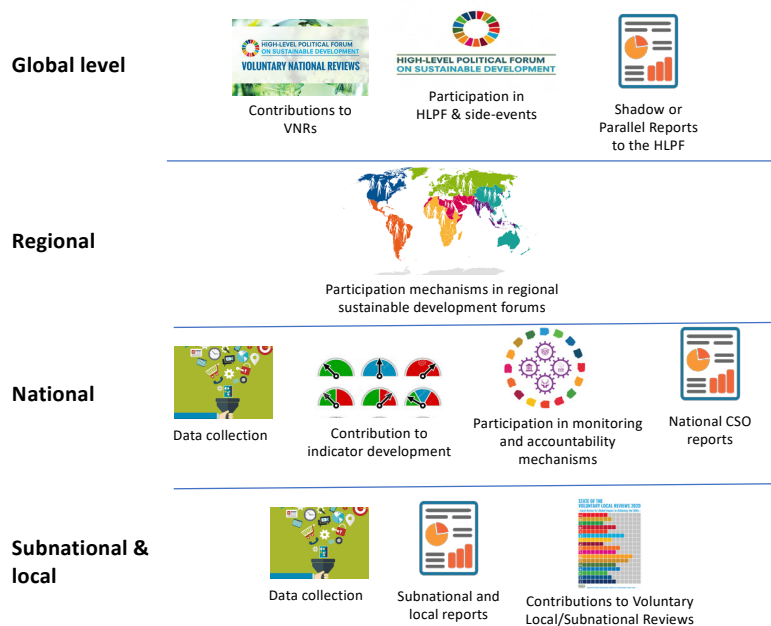 Global level
HIGH-LEVEL POLITICAL FORUM
ON SUSTAINABLE DEVELOPMENT
VOLUNTARY NATIONAL REVIEWS
Contributions to
VNRs
HIGH-LEVEL POLITICAL FORUM
ON SUSTAINABLE DEVELOPMENT
Participation in
HLPF & side-events
Shadow or
Parallel Reports
to the HLPF
Regional
Participation mechanisms in regional
sustainable development forums
National
Data collection
Contribution to
indicator development
Participation in monitoring
and accountability
mechanisms
National CSO
reports
Subnational &
local
Data collection
Subnational and
local reports
STATE OF THE
VOLUNTARY LOCAL REVIEWS 2020
Contributions to Voluntary
Local/Subnational Reviews